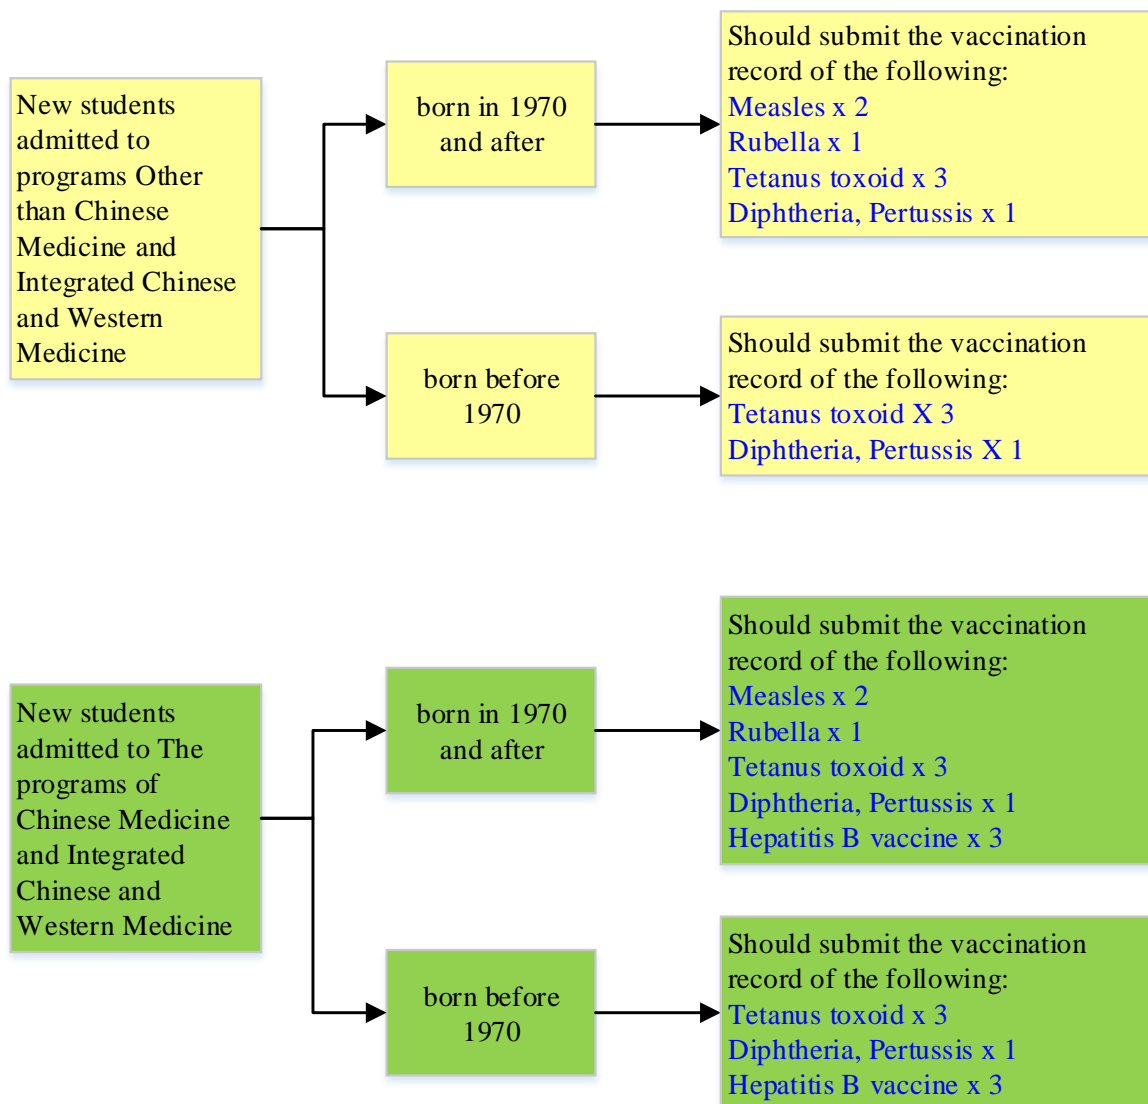 New students
admitted to
programs Other
than Chinese
Medicine and
Integrated Chinese
and Western
Medicine
born in 1970
and after
Should submit the vaccination
record of the following:
Measles x 2
Rubella x 1
Tetanus toxoid x 3
Diphtheria, Pertussis x 1
born before
1970
Should submit the vaccination
record of the following:
Tetanus toxoid X 3
Diphtheria, Pertussis X 1
New students
admitted to The
programs of
Chinese Medicine
and Integrated
Chinese and
Western Medicine
born in 1970
and after
Should submit the vaccination
record of the following:
Measles x 2
Rubella x 1
Tetanus toxoid x 3
Diphtheria, Pertussis x 1
Hepatitis B vaccine x 3
born before
1970
Should submit the vaccination
record of the following:
Tetanus toxoid x 3
Diphtheria, Pertussis x 1
Hepatitis B vaccine x 3